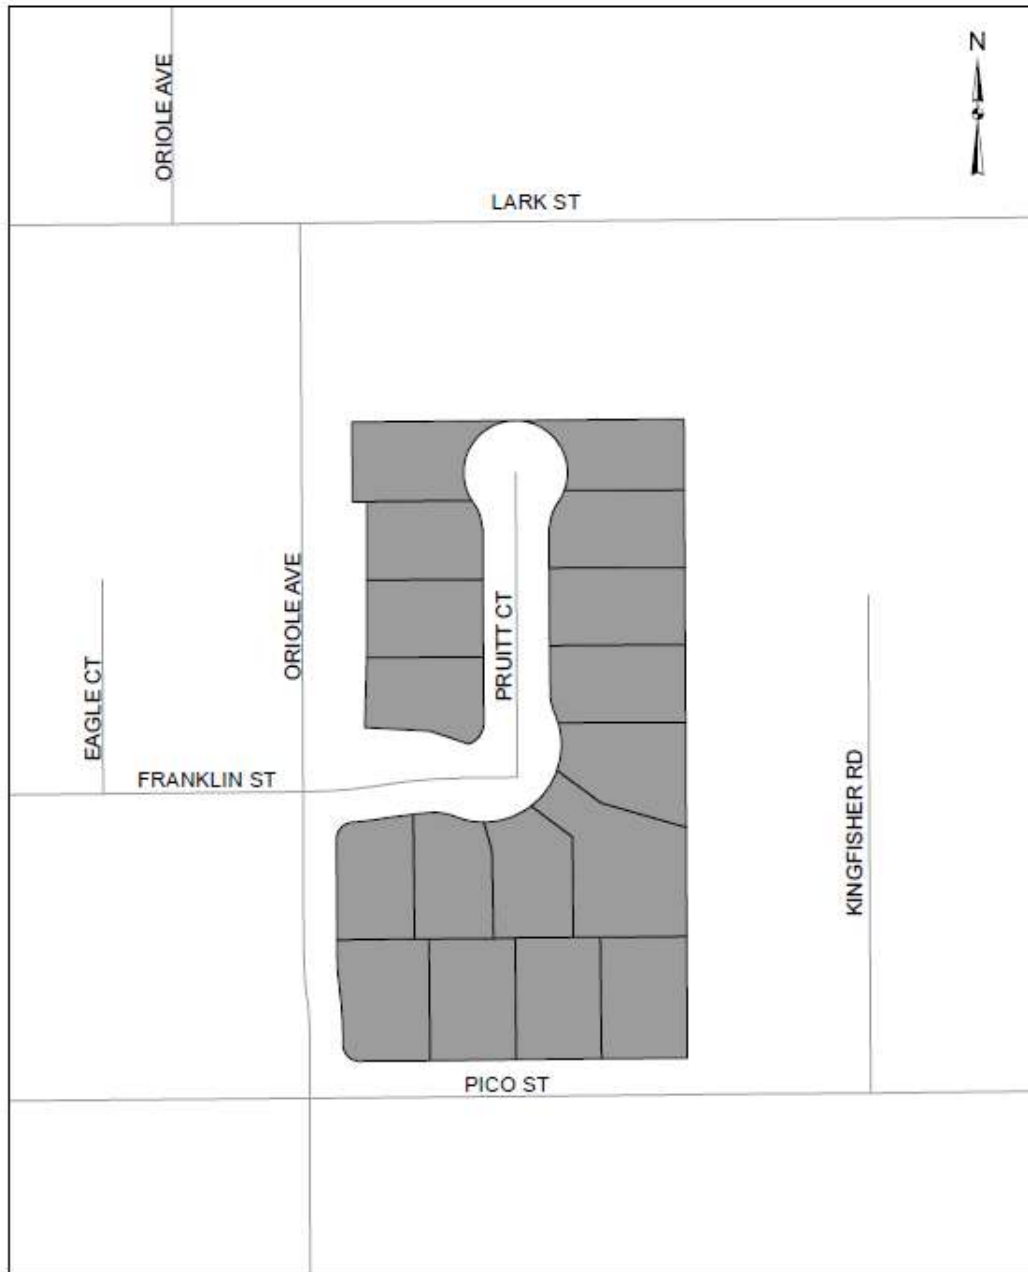 N
ORIOLE AVE
LARK ST
ORIOLE AVE
PRUITT CT
EAGLE CT
FRANKLIN ST
KINGFISHER RD
PICO ST